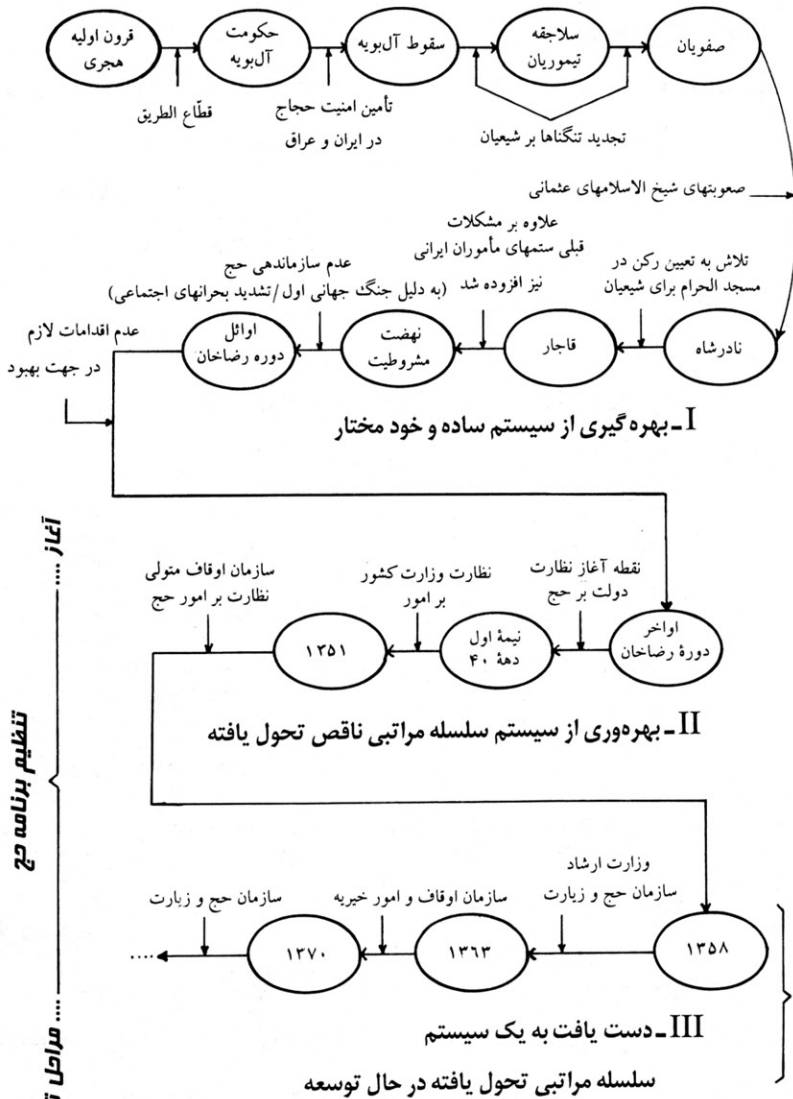 قرون اولیه
هجری
حکومت
آل‌بویه
سقوط آل‌بویه
سلاجقه
تیموریان
صفویان
قطّاع الطریق
تأمین امنیت حجاج
در ایران و عراق
تجدید تنگناها بر شیعیان
صعوبتهای شیخ الاسلامهای عثمانی
تلاش به تعیین رکن در
مسجد الحرام برای شیعیان
علاوه بر مشکلات
قبلی ستمهای مأموران ایرانی
نیز افزوده شد
عدم سازماندهی حج
(به دلیل جنگ جهانی اول/تشدید بحرانهای اجتماعی)
عدم اقدامات لازم
در جهت بهبود
نادرشاه
قاجار
نهضت
مشروطیت
اوائل
دوره رضاخان
I ـ بهره گیری از سیستم ساده و خود مختار
نقطه آغاز نظارت
دولت بر حج
نظارت وزارت کشور
بر امور
سازمان اوقاف متولی
نظارت بر امور حج
اواخر
دورهٔ رضاخان
نیمهٔ اول
دههٔ ۴۰
۱۳۵۱
II ـ بهره‌وری از سیستم سلسله مراتبی ناقص تحول یافته
وزارت ارشاد
سازمان حج و زیارت
سازمان اوقاف و امور خیریه
سازمان حج و زیارت
۱۳۵۸
۱۳٦۳
۱۳۷۰
....
III ـ دست یافت به یک سیستم
سلسله مراتبی تحول یافته در حال توسعه
آغاز ....
تنظیم برنامه حج
.... مراحل